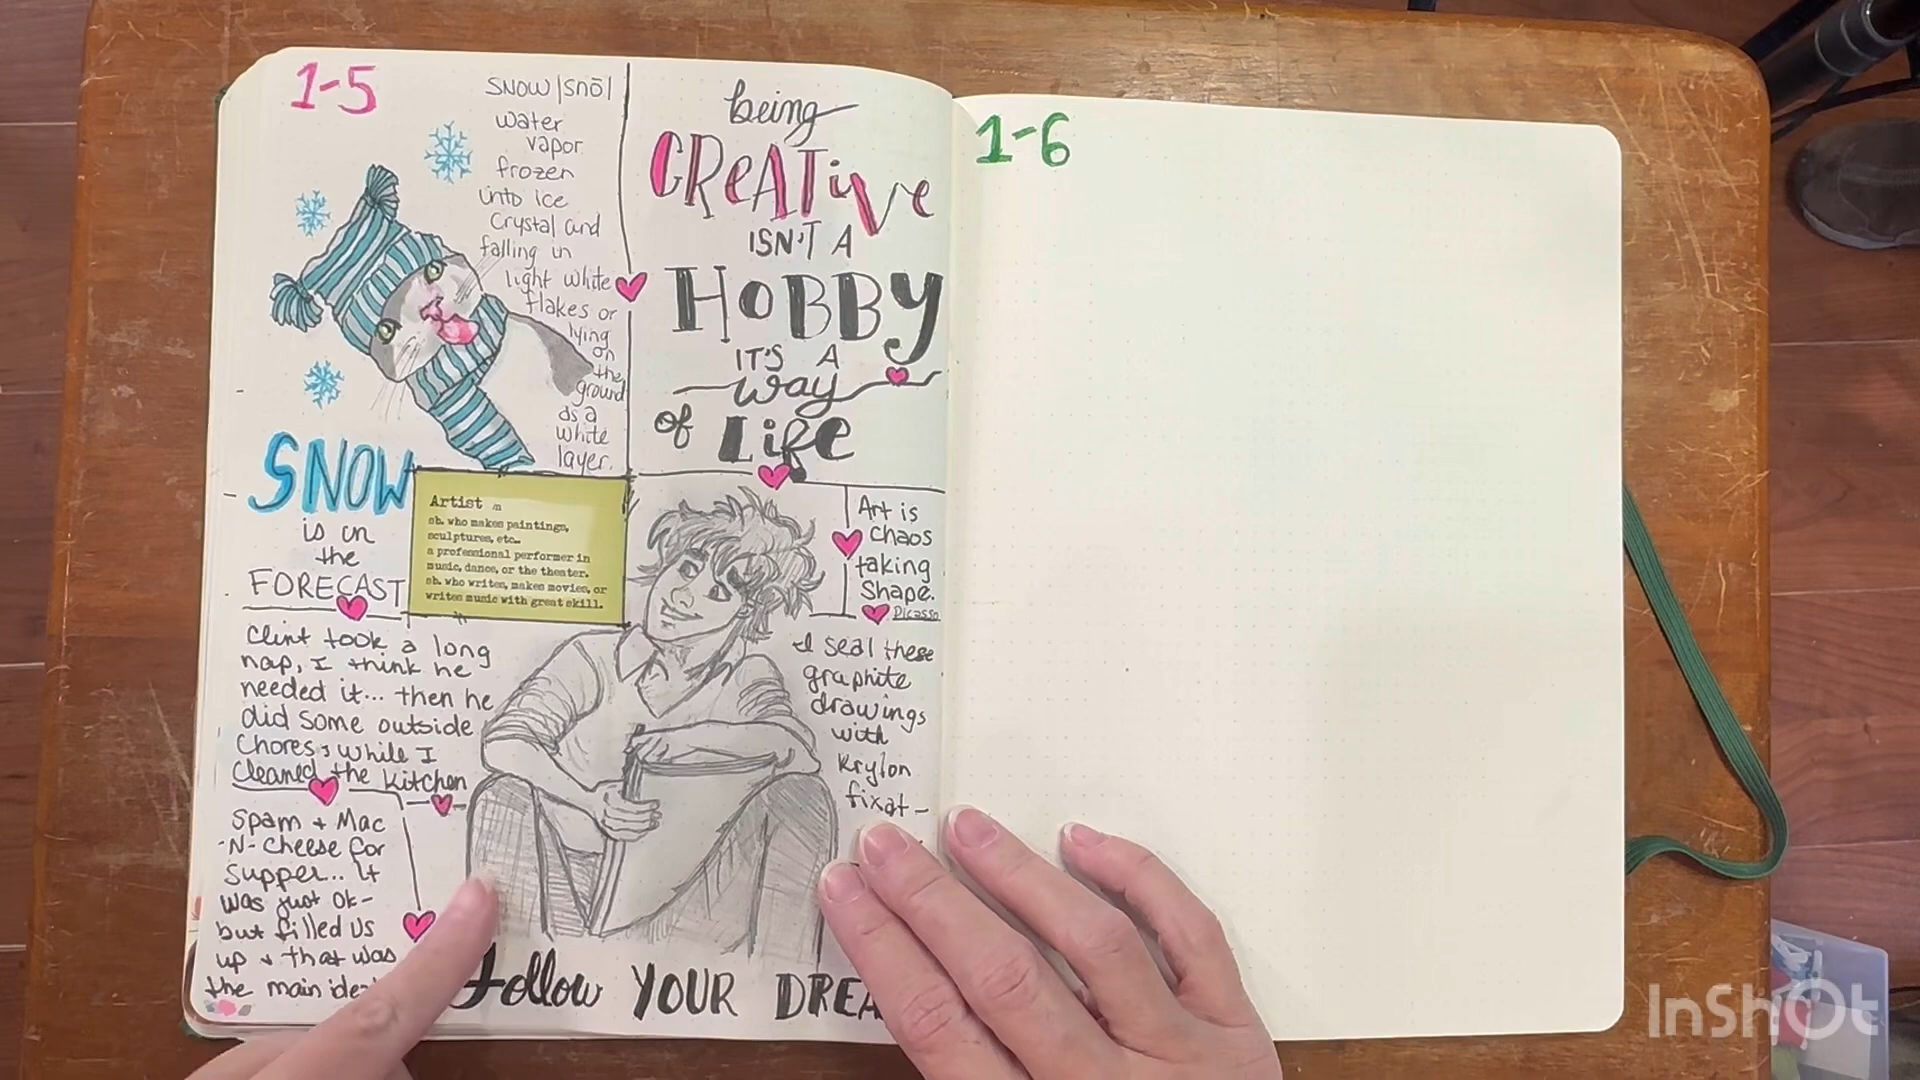 1-5
SNOW |snō|
water
vapor
frozen
into ice
Crystal and
falling in
light white
flakes or
lying
on
the
ground
as a
white
layer.
SNOW
is in
the
FORECAST
being
CREATiVe
ISN'T A
HOBBY
IT'S A
way
of Life
Artist n
sb. who makes paintings,
sculptures, etc..
a professional performer in
music, dance, or the theater.
sb. who writes, makes movies, or
writes music with great skill.
Art is
chaos
taking
Shape.
Picasso
Clint took a long
nap, I think he
needed it... then he
did some outside
Chores, while I
Cleaned the Kitchen
Spam + Mac
-N- Cheese for
Supper... It
was just ok-
but filled us
up + that was
the main
I seal these
graphite
drawings
with
Krylon
fixat-
Follow YOUR
1-6
InShOt